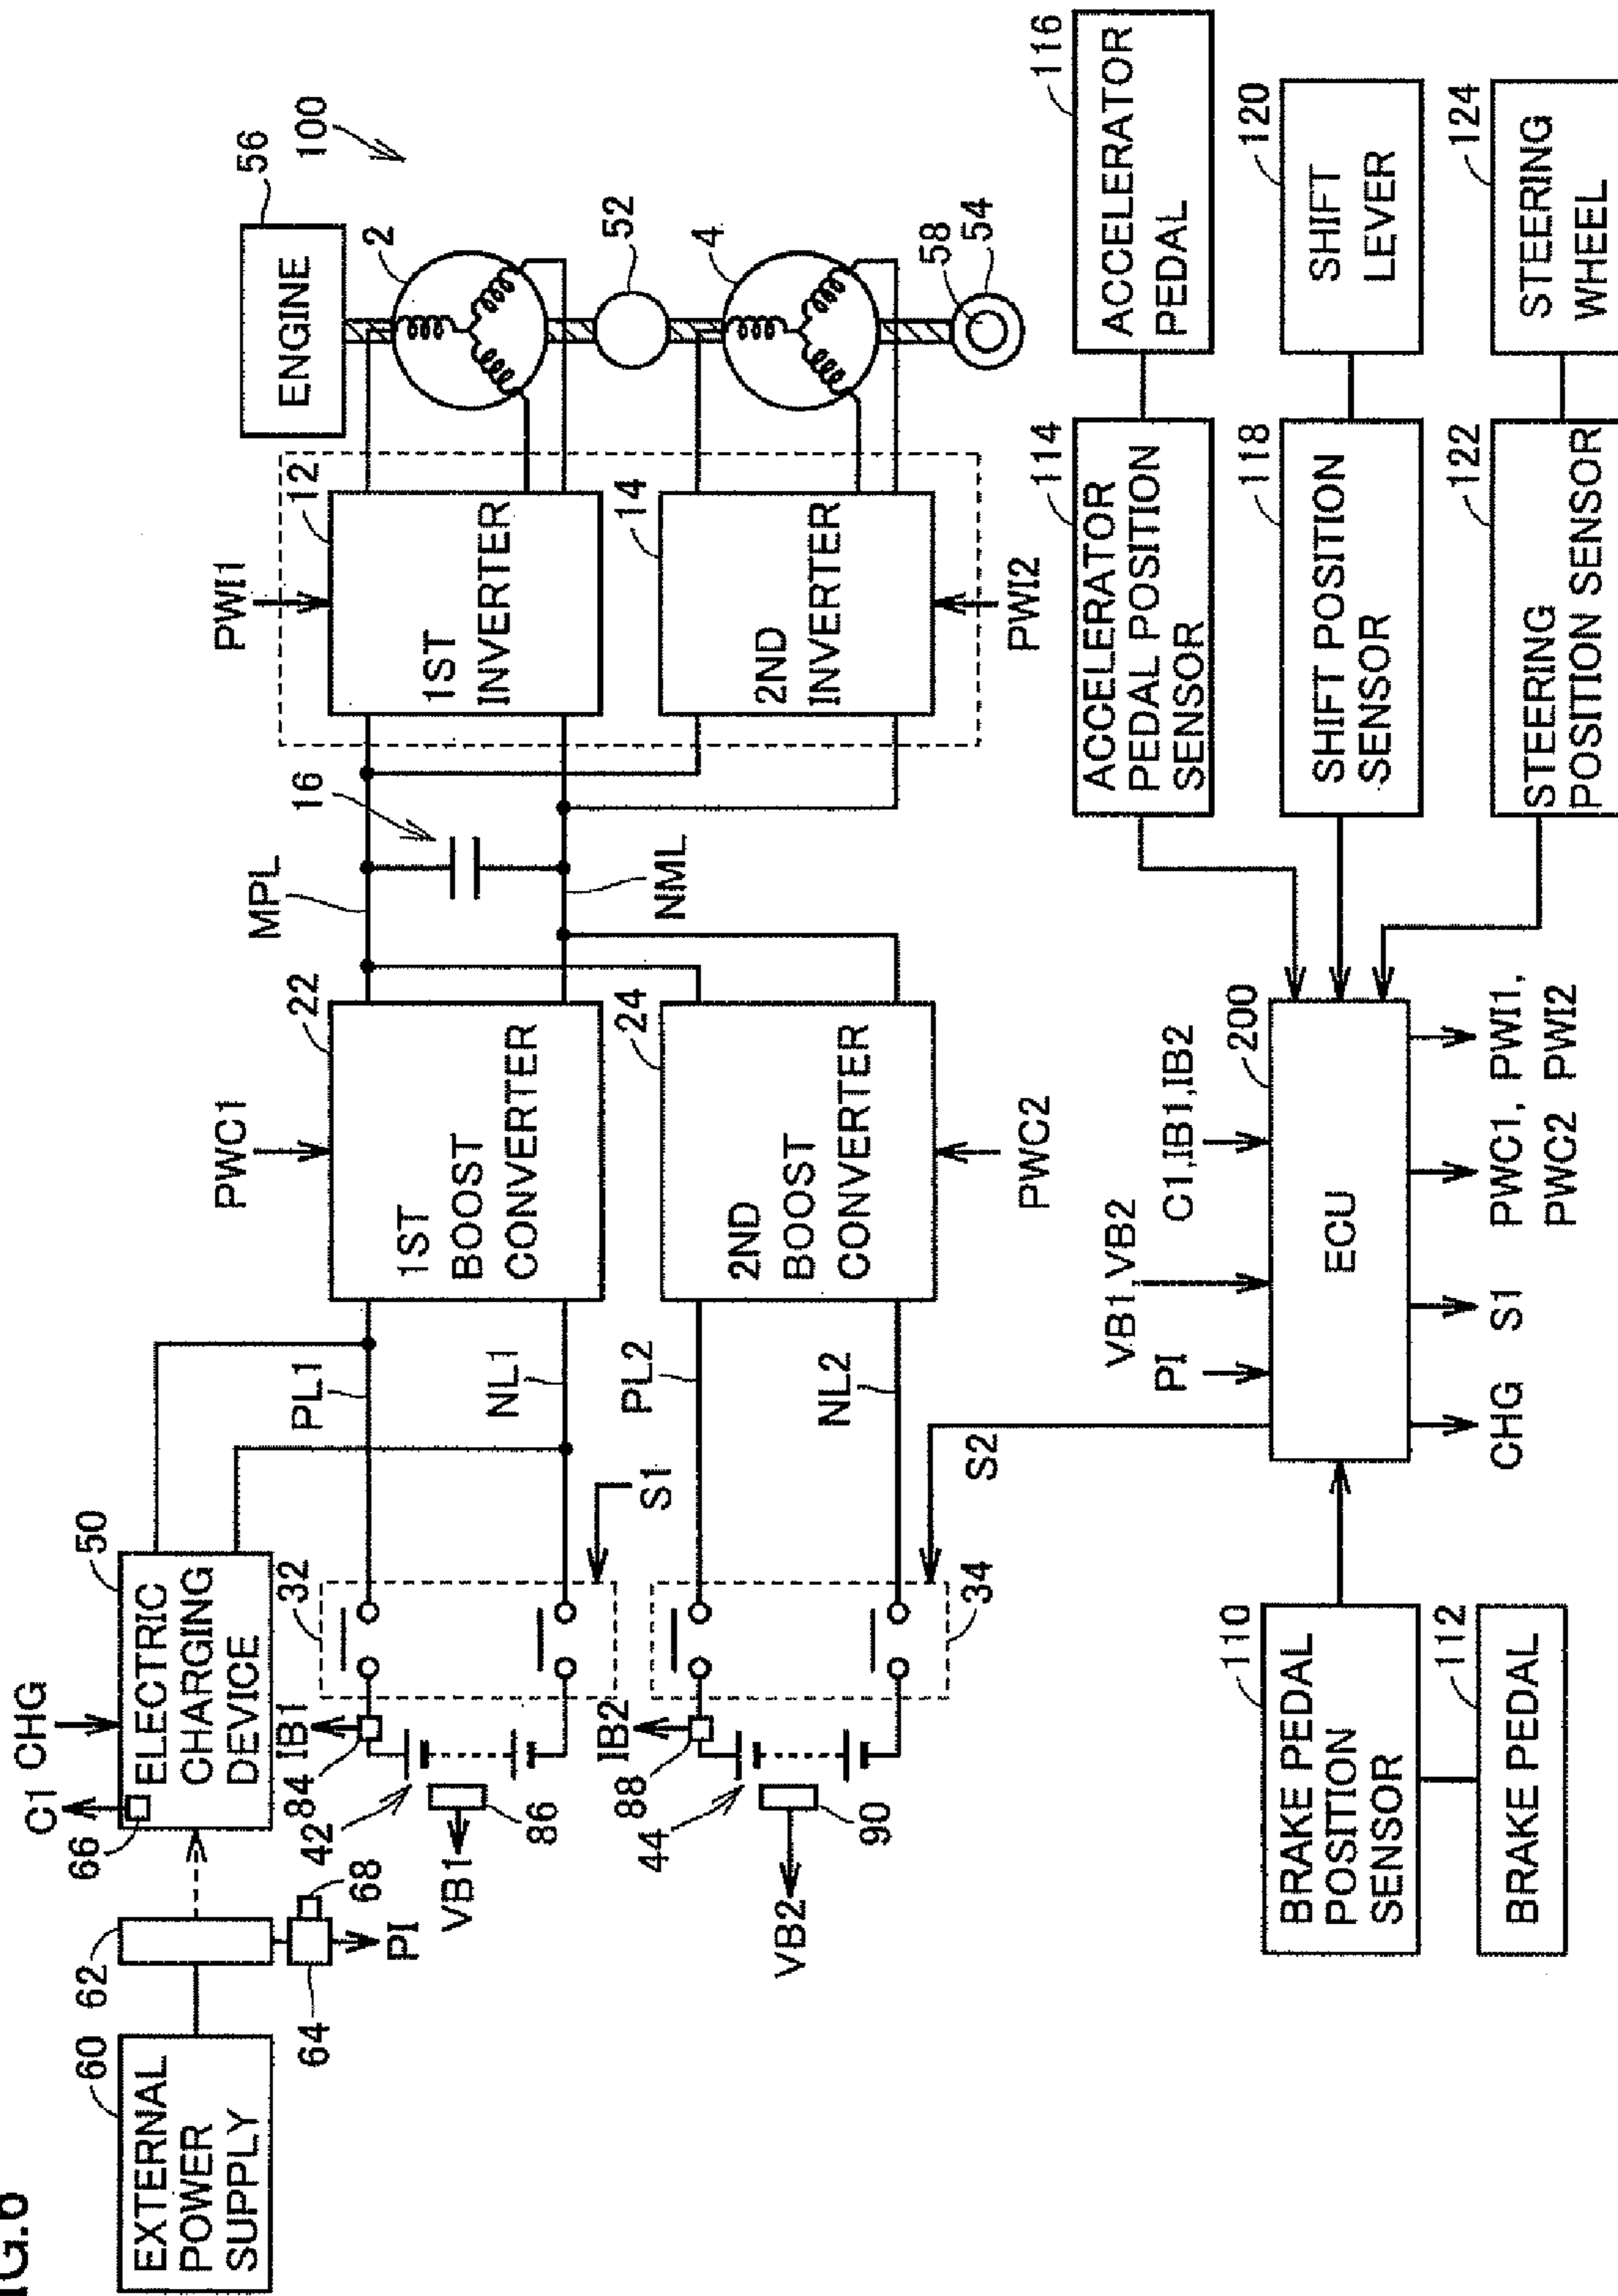 IG.6
EXTERNAL
POWER
SUPPLY
60
62
64
68
PI
C1
66
CHG
50
ELECTRIC
CHARGING
DEVICE
IB1
84
42
86
VB1
32
S1
PL1
NL1
IB2
88
44
90
VB2
34
S2
PL2
NL2
PWC1
22
1ST
BOOST
CONVERTER
24
2ND
BOOST
CONVERTER
PWC2
MPL
16
NML
PWI1
12
1ST
INVERTER
14
2ND
INVERTER
PWI2
56
ENGINE
100
2
52
4
58
54
110
BRAKE PEDAL
POSITION
SENSOR
112
BRAKE PEDAL
PI
VB1,VB2
C1,IB1,IB2
200
ECU
CHG
S1
PWC1, PWI1,
PWC2 PWI2
114
ACCELERATOR
PEDAL POSITION
SENSOR
116
ACCELERATOR
PEDAL
118
SHIFT POSITION
SENSOR
120
SHIFT
LEVER
122
STEERING
POSITION SENSOR
124
STEERING
WHEEL